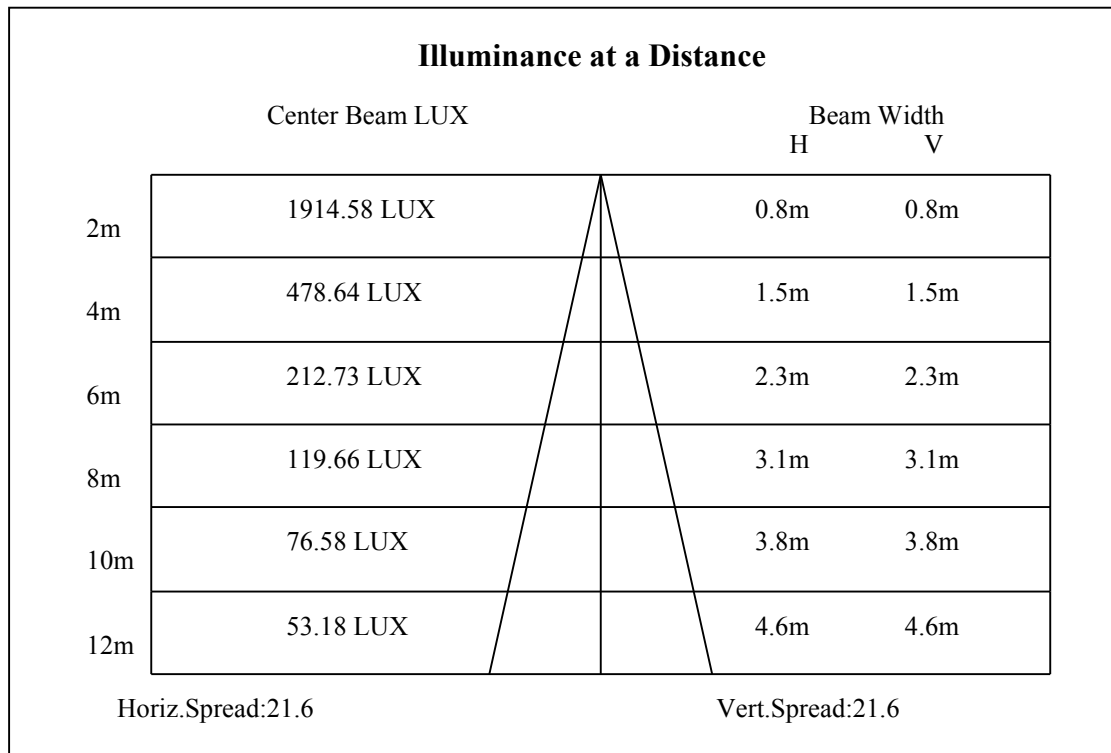 Illuminance at a Distance
Center Beam LUX Beam Width
H V
2m 1914.58 LUX 0.8m 0.8m
4m 478.64 LUX 1.5m 1.5m
6m 212.73 LUX 2.3m 2.3m
8m 119.66 LUX 3.1m 3.1m
10m 76.58 LUX 3.8m 3.8m
12m 53.18 LUX 4.6m 4.6m
Horiz.Spread:21.6 Vert.Spread:21.6